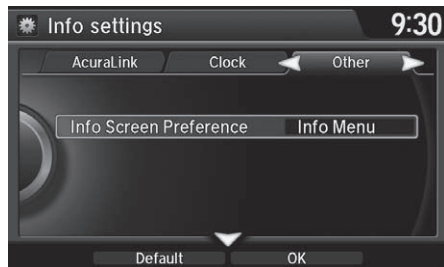 Info settings 9:30
AcuraLink Clock Other
Info Screen Preference Info Menu
Default OK